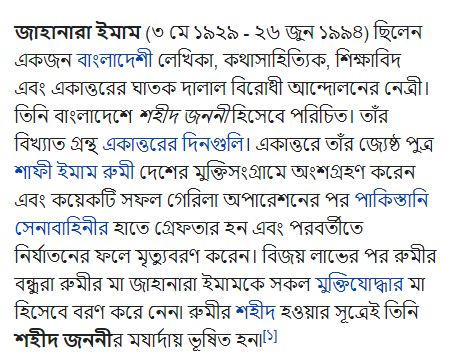 জাহানারা ইমাম (৩ মে ১৯২৯ - ২৬ জুন ১৯৯৪) ছিলেন
একজন বাংলাদেশী লেখিকা, কথাসাহিত্যিক, শিক্ষাবিদ
এবং একাত্তরের ঘাতক দালাল বিরোধী আন্দোলনের নেত্রী।
তিনি বাংলাদেশে শহীদ জননী হিসেবে পরিচিত। তাঁর
বিখ্যাত গ্রন্থ একাত্তরের দিনগুলি। একাত্তরে তাঁর জ্যেষ্ঠ পুত্র
শাফী ইমাম রুমী দেশের মুক্তিসংগ্রামে অংশগ্রহণ করেন
এবং কয়েকটি সফল গেরিলা অপারেশনের পর পাকিস্তানি
সেনাবাহিনীর হাতে গ্রেফতার হন এবং পরবর্তীতে
নির্যাতনের ফলে মৃত্যুবরণ করেন। বিজয় লাভের পর রুমীর
বন্ধুরা রুমীর মা জাহানারা ইমামকে সকল মুক্তিযোদ্ধার মা
হিসেবে বরণ করে নেন৷ রুমীর শহীদ হওয়ার সূত্রেই তিনি
শহীদ জননীর মর্যাদায় ভূষিত হন৷[১]